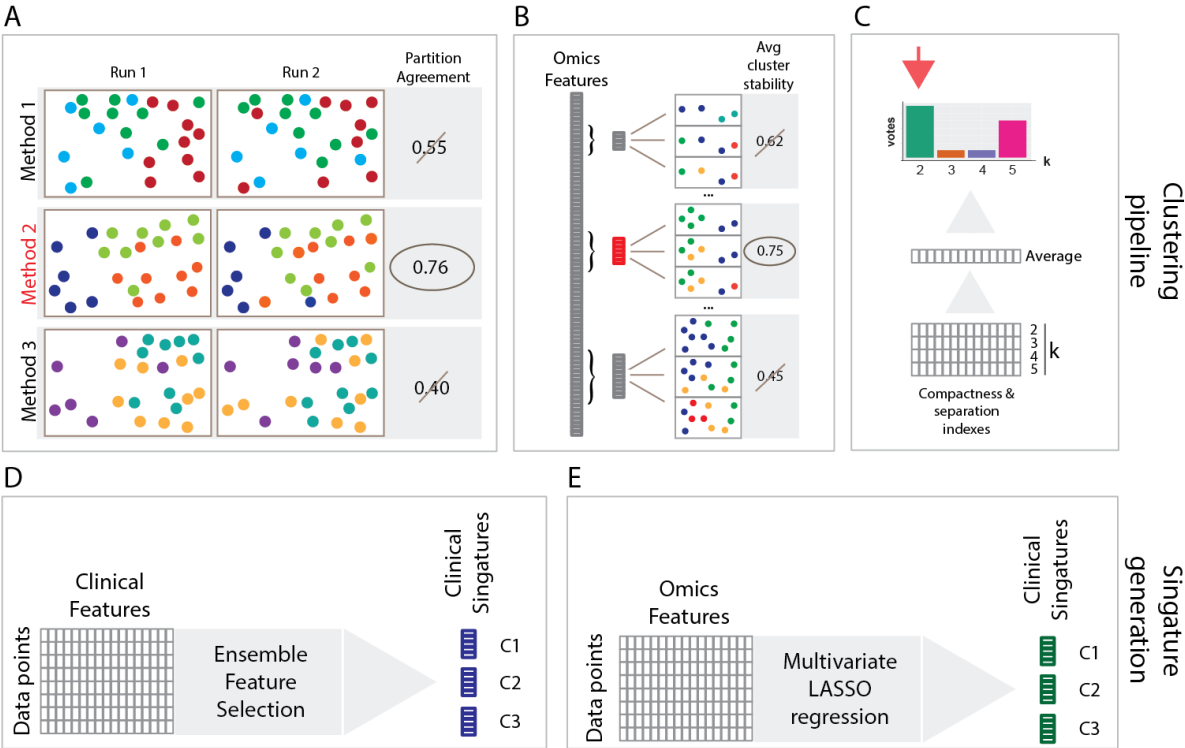 A
Run 1
Run 2
Partition
Agreement
Method 1
0.55
Method 2
0.76
Method 3
0.40
B
Omics
Features
Avg
cluster
stability
0.62
...
0.75
...
0.45
C
votes
2 3 4 5
k
Average
2
3
4
5
k
Compactness &
separation
indexes
Clustering
pipeline
D
Clinical
Features
Data points
Ensemble
Feature
Selection
Clinical
Singatures
C1
C2
C3
E
Omics
Features
Data points
Multivariate
LASSO
regression
Clinical
Singatures
C1
C2
C3
Singature
generation